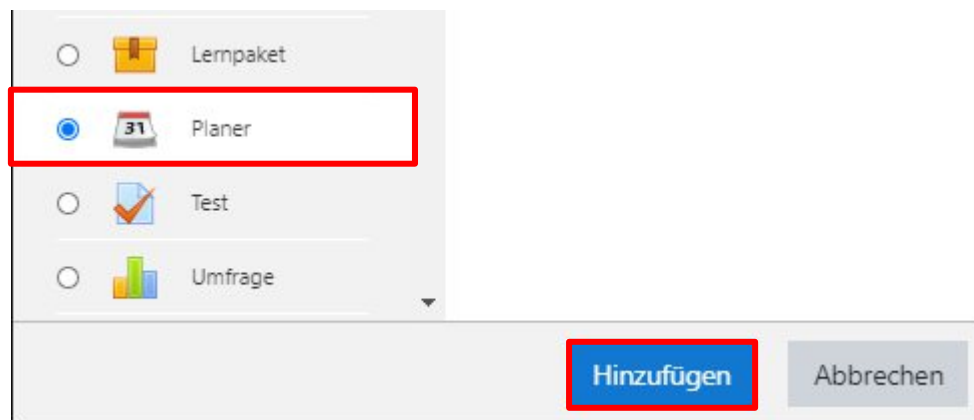 Lernpaket
31
Planer
Test
Umfrage
Hinzufügen
Abbrechen